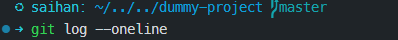 saihan: ~/../../dummy-project master
→ git log --oneline